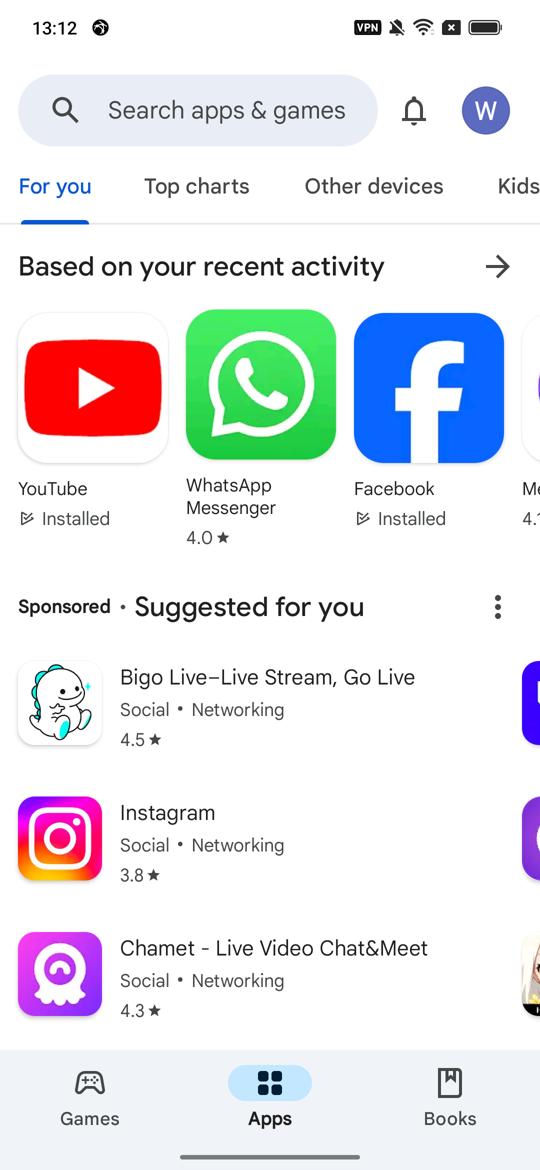 13:12
VPN
Search apps & games
W
For you
Top charts
Other devices
Kids
Based on your recent activity
YouTube
Installed
WhatsApp
Messenger
4.0 ★
Facebook
Installed
Sponsored • Suggested for you
Bigo Live–Live Stream, Go Live
Social • Networking
4.5 ★
Instagram
Social • Networking
3.8 ★
Chamet - Live Video Chat&Meet
Social • Networking
4.3 ★
Games
Apps
Books